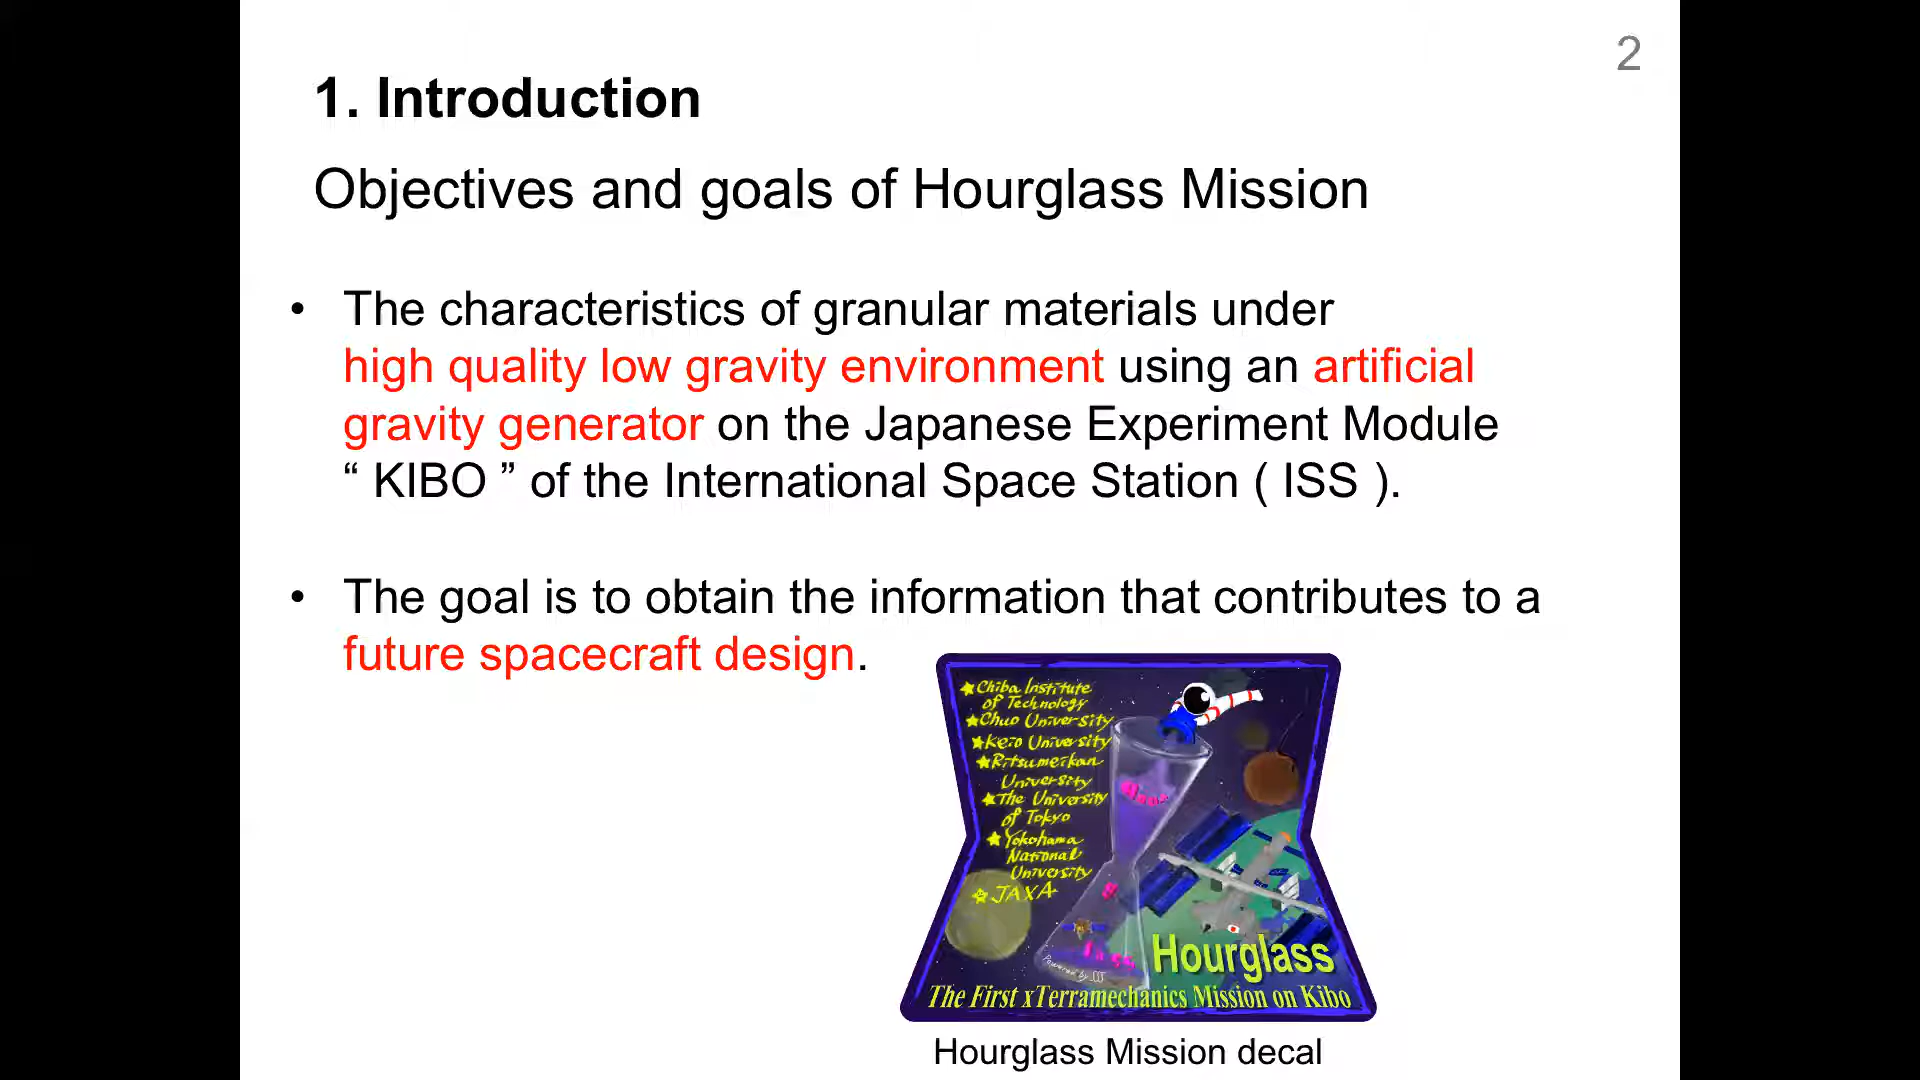 2
1. Introduction
Objectives and goals of Hourglass Mission
• The characteristics of granular materials under
high quality low gravity environment using an artificial
gravity generator on the Japanese Experiment Module
“ KIBO ” of the International Space Station ( ISS ).
• The goal is to obtain the information that contributes to a
future spacecraft design.
★Chiba Institute
of Technology
★Chuo University
★Keio University
★Ritsumeikan
University
★The University
of Tokyo
★Yokohama
National
University
★JAXA
Hourglass
The First xTerramechanics Mission on Kibo
Hourglass Mission decal